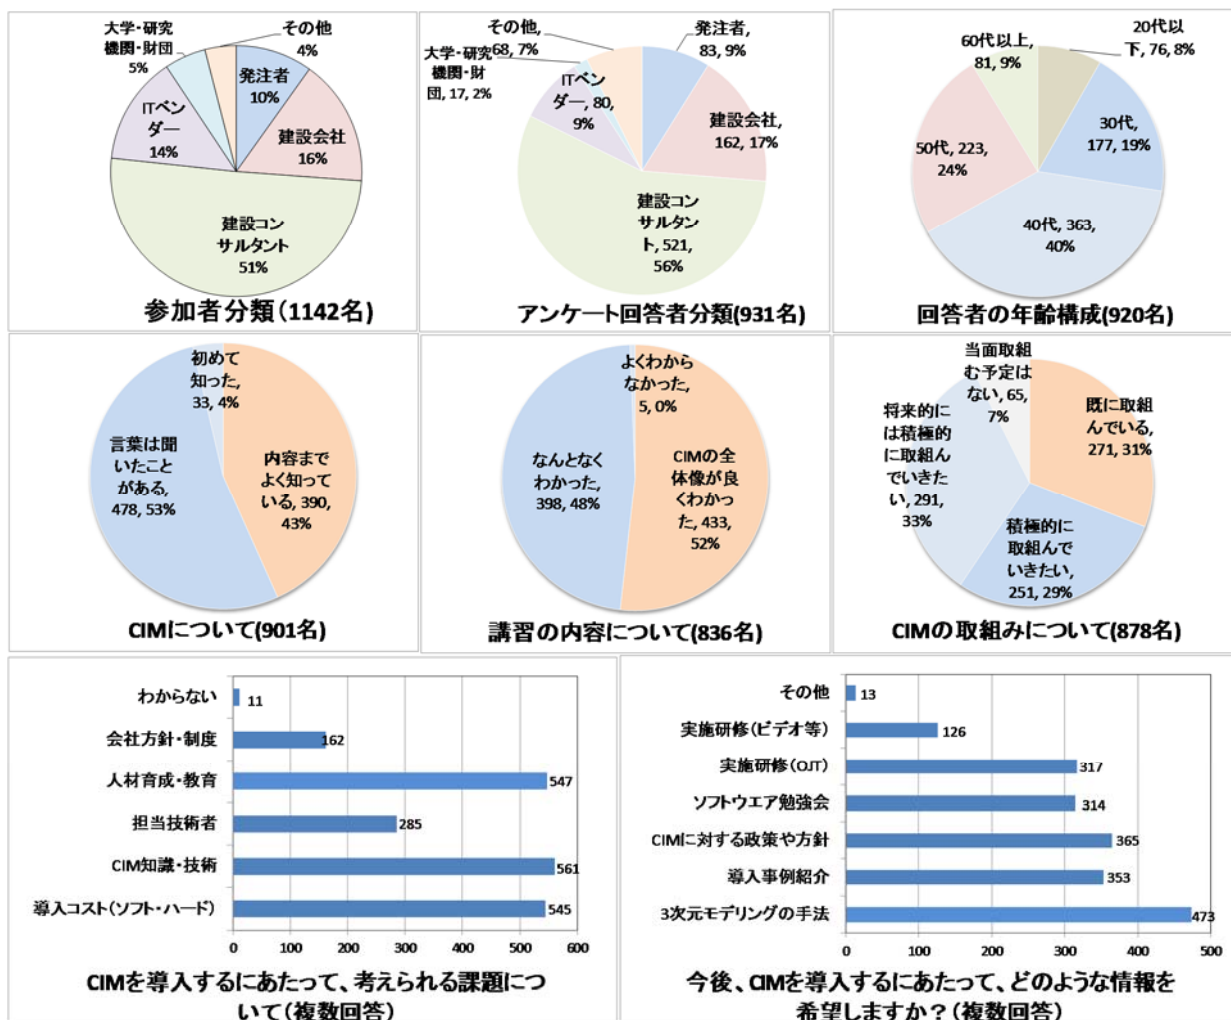 大学・研究
機関・財団
5%
その他
4%
発注者
10%
ITベン
ダー
14%
建設会社
16%
建設コン
サルタント
51%
参加者分類(1142名)
その他,
68, 7%
大学・研究
機関・財
団, 17, 2%
発注者,
83, 9%
ITベン
ダー, 80,
9%
建設会社,
162, 17%
建設コン
サルタン
ト, 521,
56%
アンケート回答者分類(931名)
20代以
下, 76, 8%
60代以上,
81, 9%
30代,
177, 19%
50代, 223,
24%
40代, 363,
40%
回答者の年齢構成(920名)
初めて
知った,
33, 4%
言葉は聞
いたこと
がある,
478, 53%
内容まで
よく知って
いる, 390,
43%
CIMについて(901名)
よくわから
なかった,
5, 0%
なんとなく
わかった,
398, 48%
CIMの全
体像が良
くわかっ
た, 433,
52%
講習の内容について(836名)
当面取組
む予定は
ない, 65,
7%
将来的に
は積極的
に取組ん
でいきた
い, 291,
33%
既に取組
んでいる,
271, 31%
積極的に
取組んで
いきたい,
251, 29%
CIMの取組みについて(878名)
わからない 11
会社方針・制度 162
人材育成・教育 547
担当技術者 285
CIM知識・技術 561
導入コスト(ソフト・ハード) 545
0 100 200 300 400 500 600
CIMを導入するにあたって、考えられる課題につ
いて(複数回答)
その他 13
実施研修(ビデオ等) 126
実施研修(OJT) 317
ソフトウエア勉強会 314
CIMに対する政策や方針 365
導入事例紹介 353
3次元モデリングの手法 473
0 100 200 300 400 500
今後、CIMを導入するにあたって、どのような情報を
希望しますか?(複数回答)